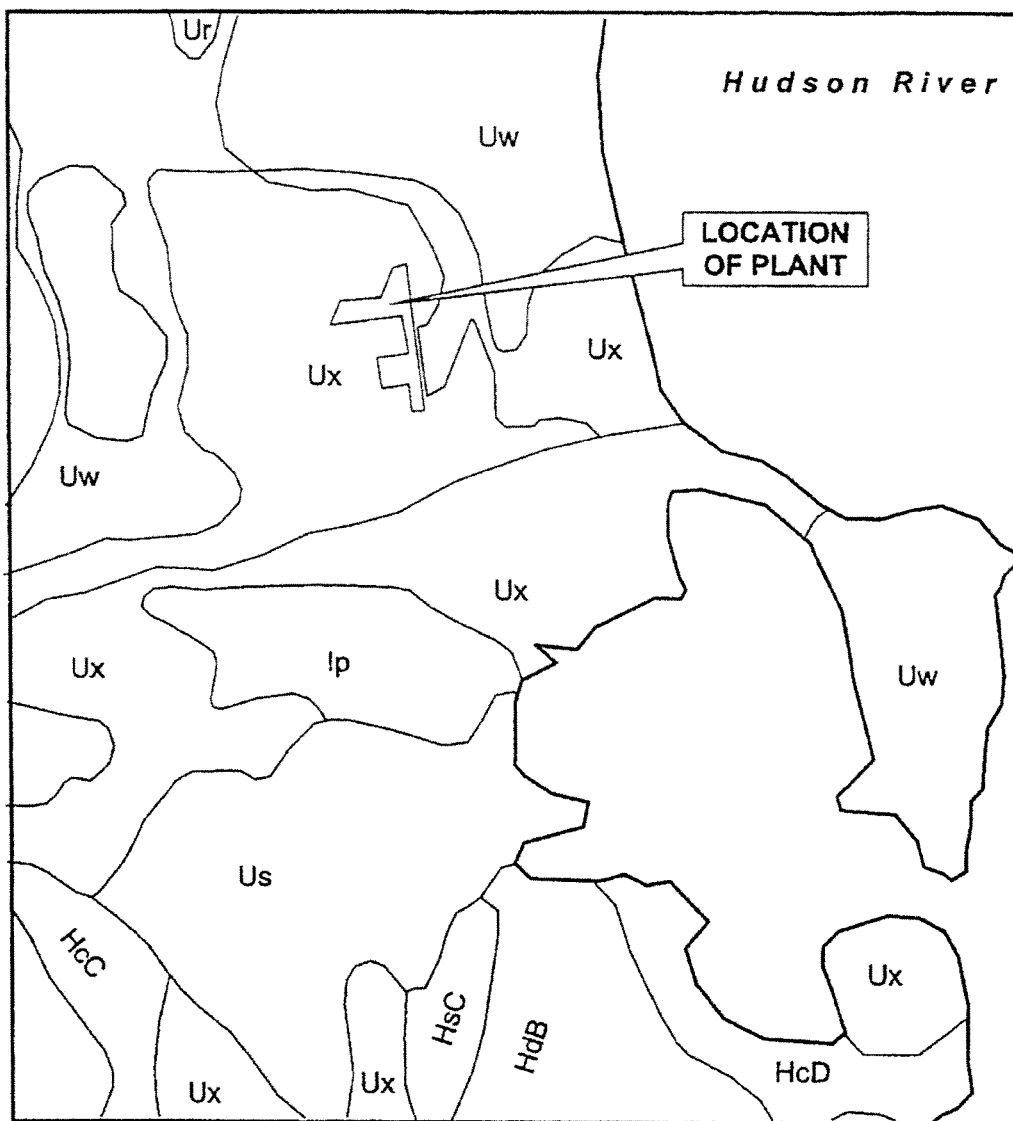 Ur
Hudson River
Uw
LOCATION
OF PLANT
Ux
Ux
Uw
Ux
Ux
Ip
Uw
Us
HcC
Ux
HsC
HdB
Ux
Ux
HcD